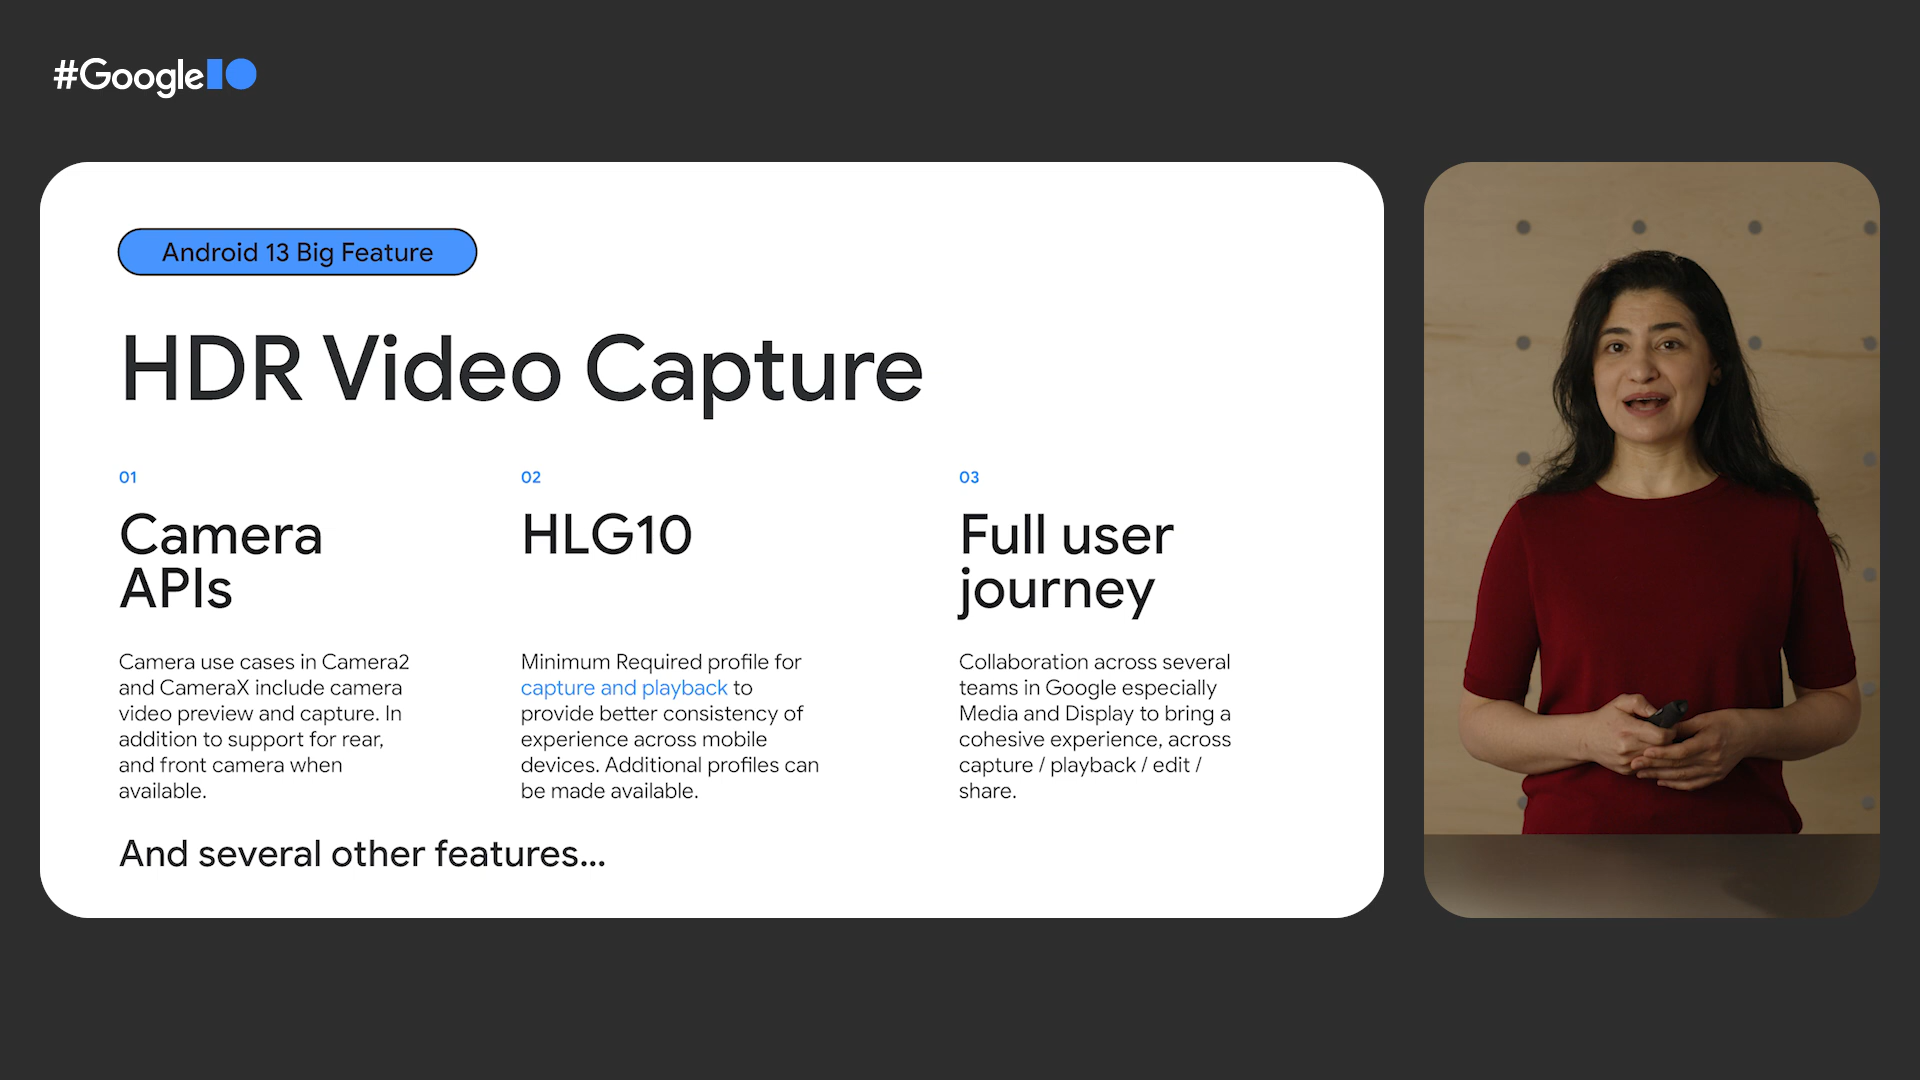 #GoogleIO
Android 13 Big Feature
HDR Video Capture
01
Camera
APIs
Camera use cases in Camera2
and CameraX include camera
video preview and capture. In
addition to support for rear,
and front camera when
available.
02
HLG10
Minimum Required profile for
capture and playback to
provide better consistency of
experience across mobile
devices. Additional profiles can
be made available.
03
Full user
journey
Collaboration across several
teams in Google especially
Media and Display to bring a
cohesive experience, across
capture / playback / edit /
share.
And several other features...